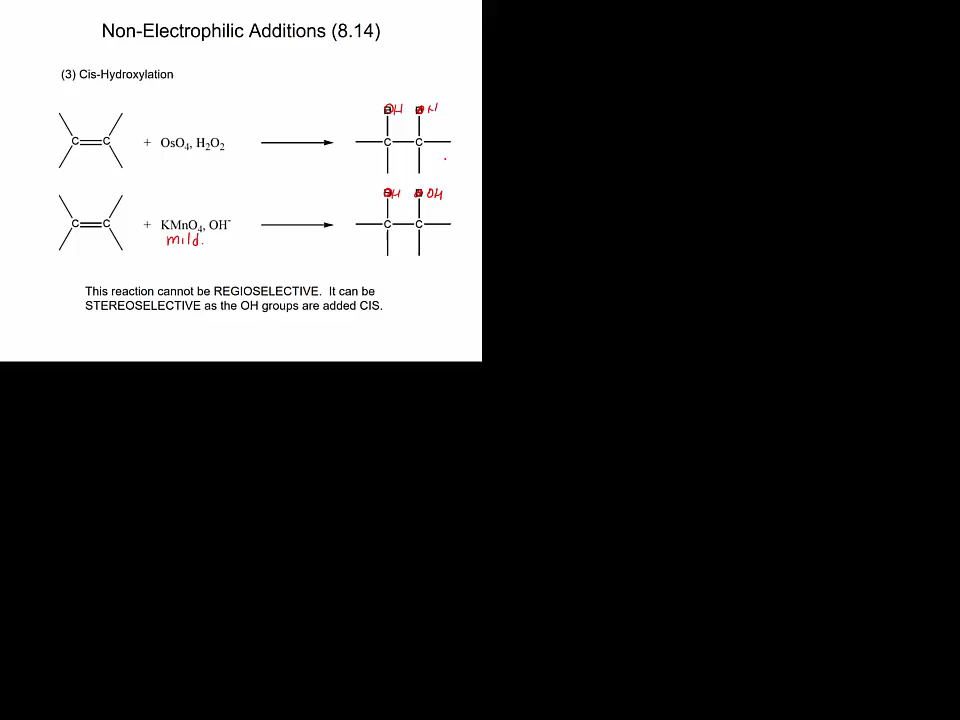 Non-Electrophilic Additions (8.14)
(3) Cis-Hydroxylation
OH OH
C C + OsO4, H2O2 C C
OH OH
C C + KMnO4, OH- C C
mild.
This reaction cannot be REGIOSELECTIVE. It can be
STEREOSELECTIVE as the OH groups are added CIS.